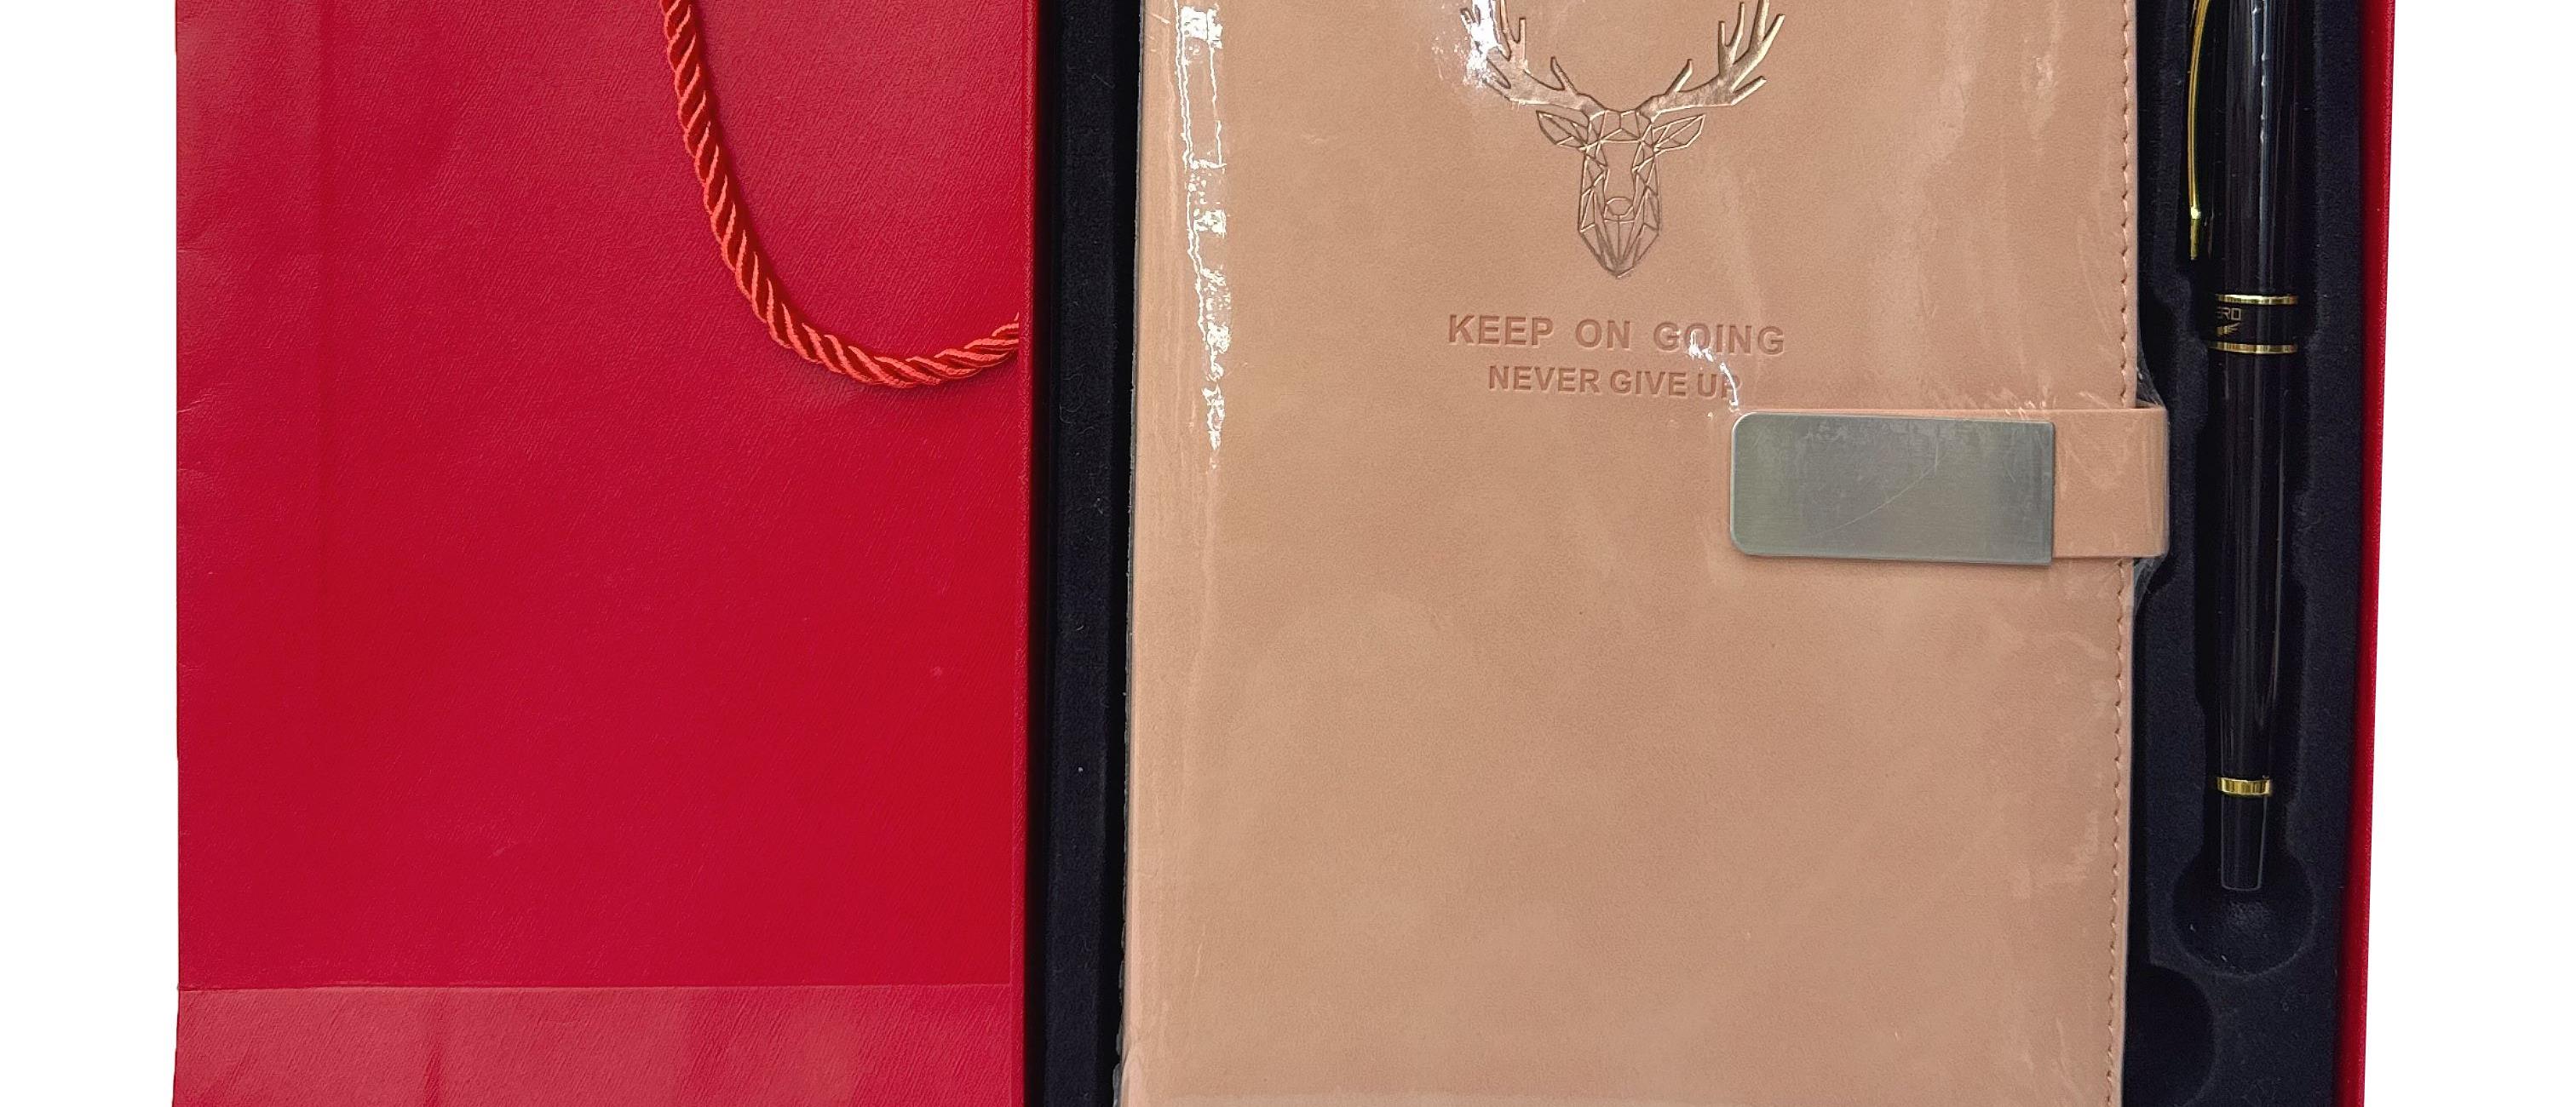 KEEP ON GOING
NEVER GIVE UP